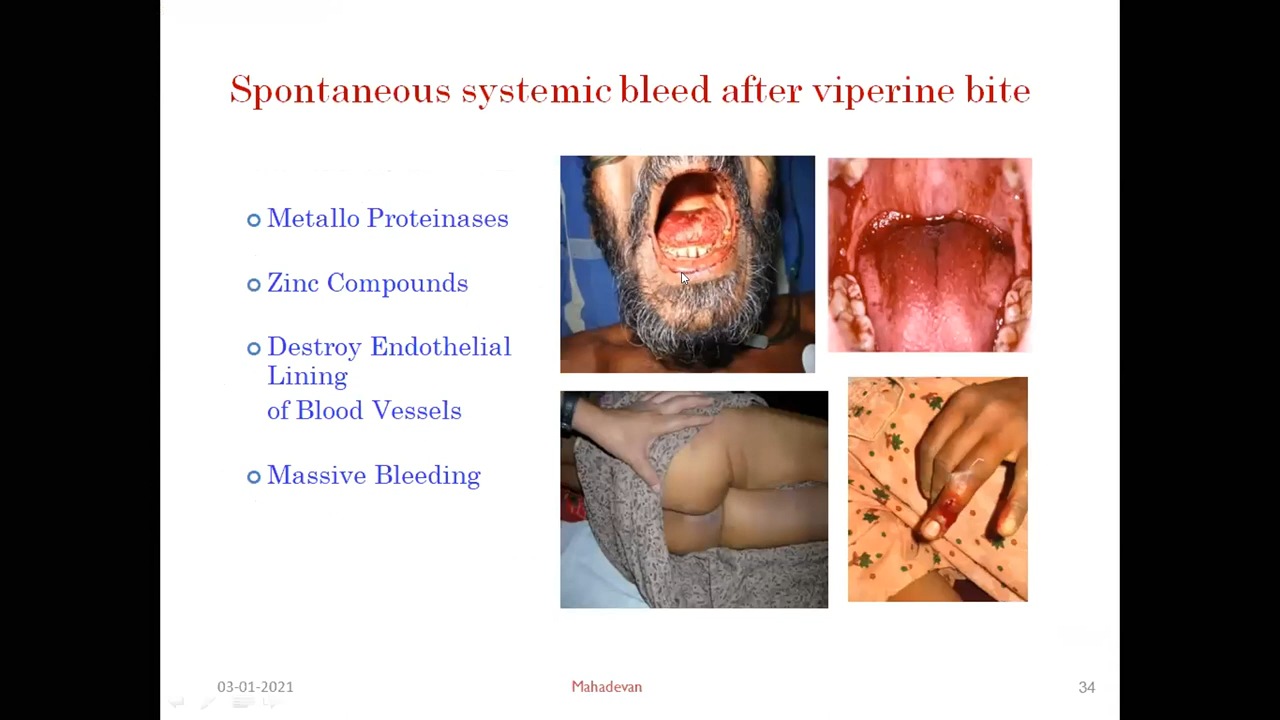 Spontaneous systemic bleed after viperine bite
Metallo Proteinases
Zinc Compounds
Destroy Endothelial
Lining
of Blood Vessels
Massive Bleeding
03-01-2021
Mahadevan
34